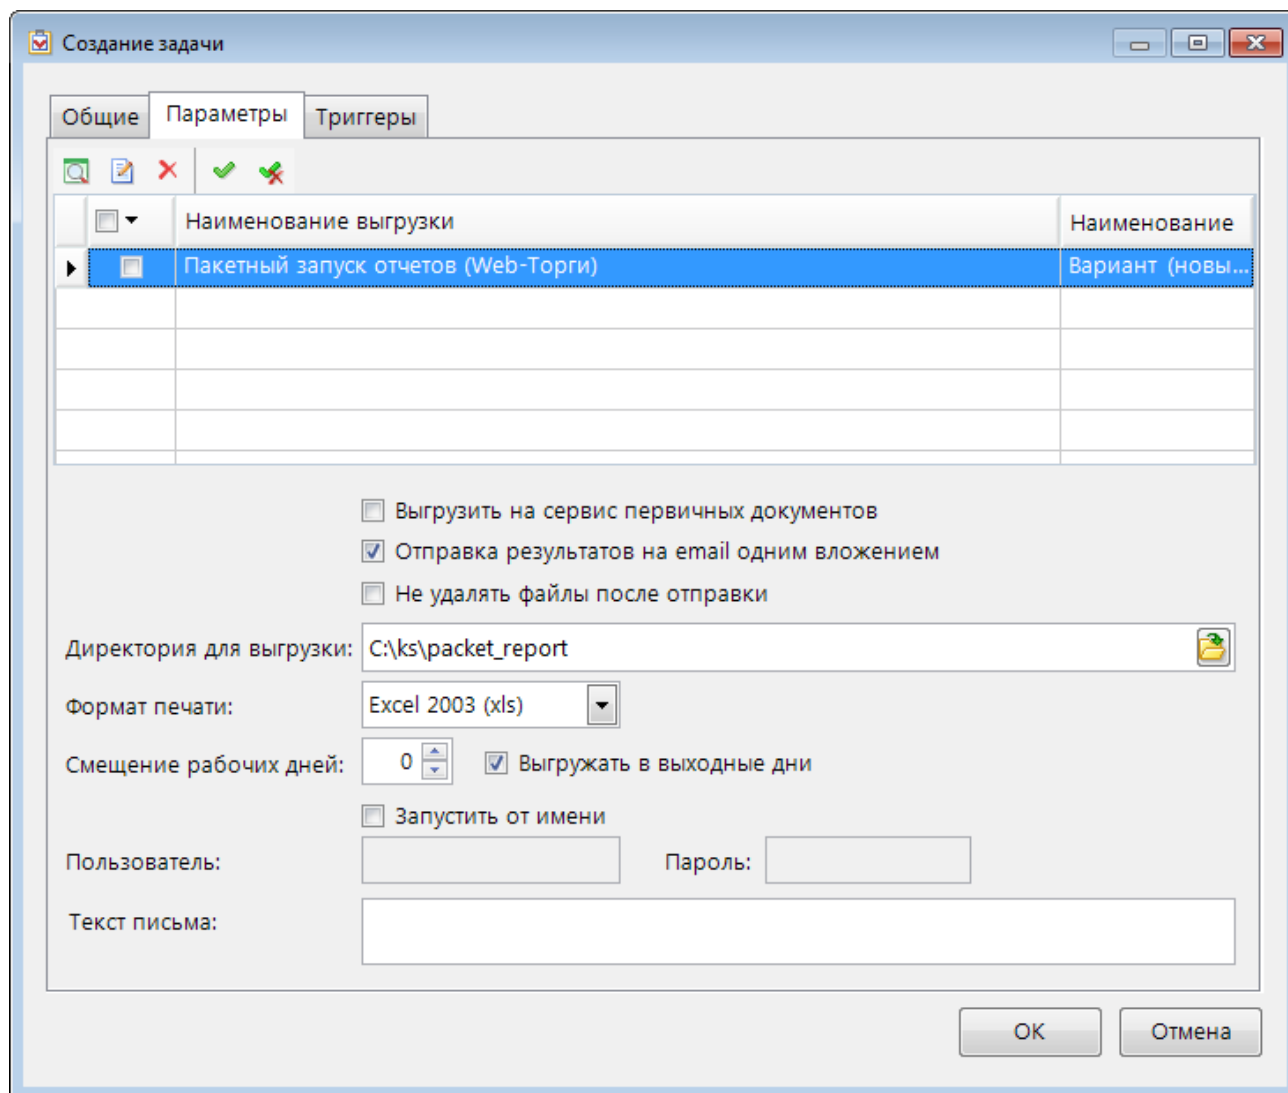 Создание задачи
Общие Параметры Триггеры
Наименование выгрузки Наименование
Пакетный запуск отчетов (Web-Торги) Вариант (новы...
Выгрузить на сервис первичных документов
Отправка результатов на email одним вложением
Не удалять файлы после отправки
Директория для выгрузки: C:\ks\packet_report
Формат печати: Excel 2003 (xls)
Смещение рабочих дней: 0 Выгружать в выходные дни
Запустить от имени
Пользователь: Пароль:
Текст письма:
ОК Отмена